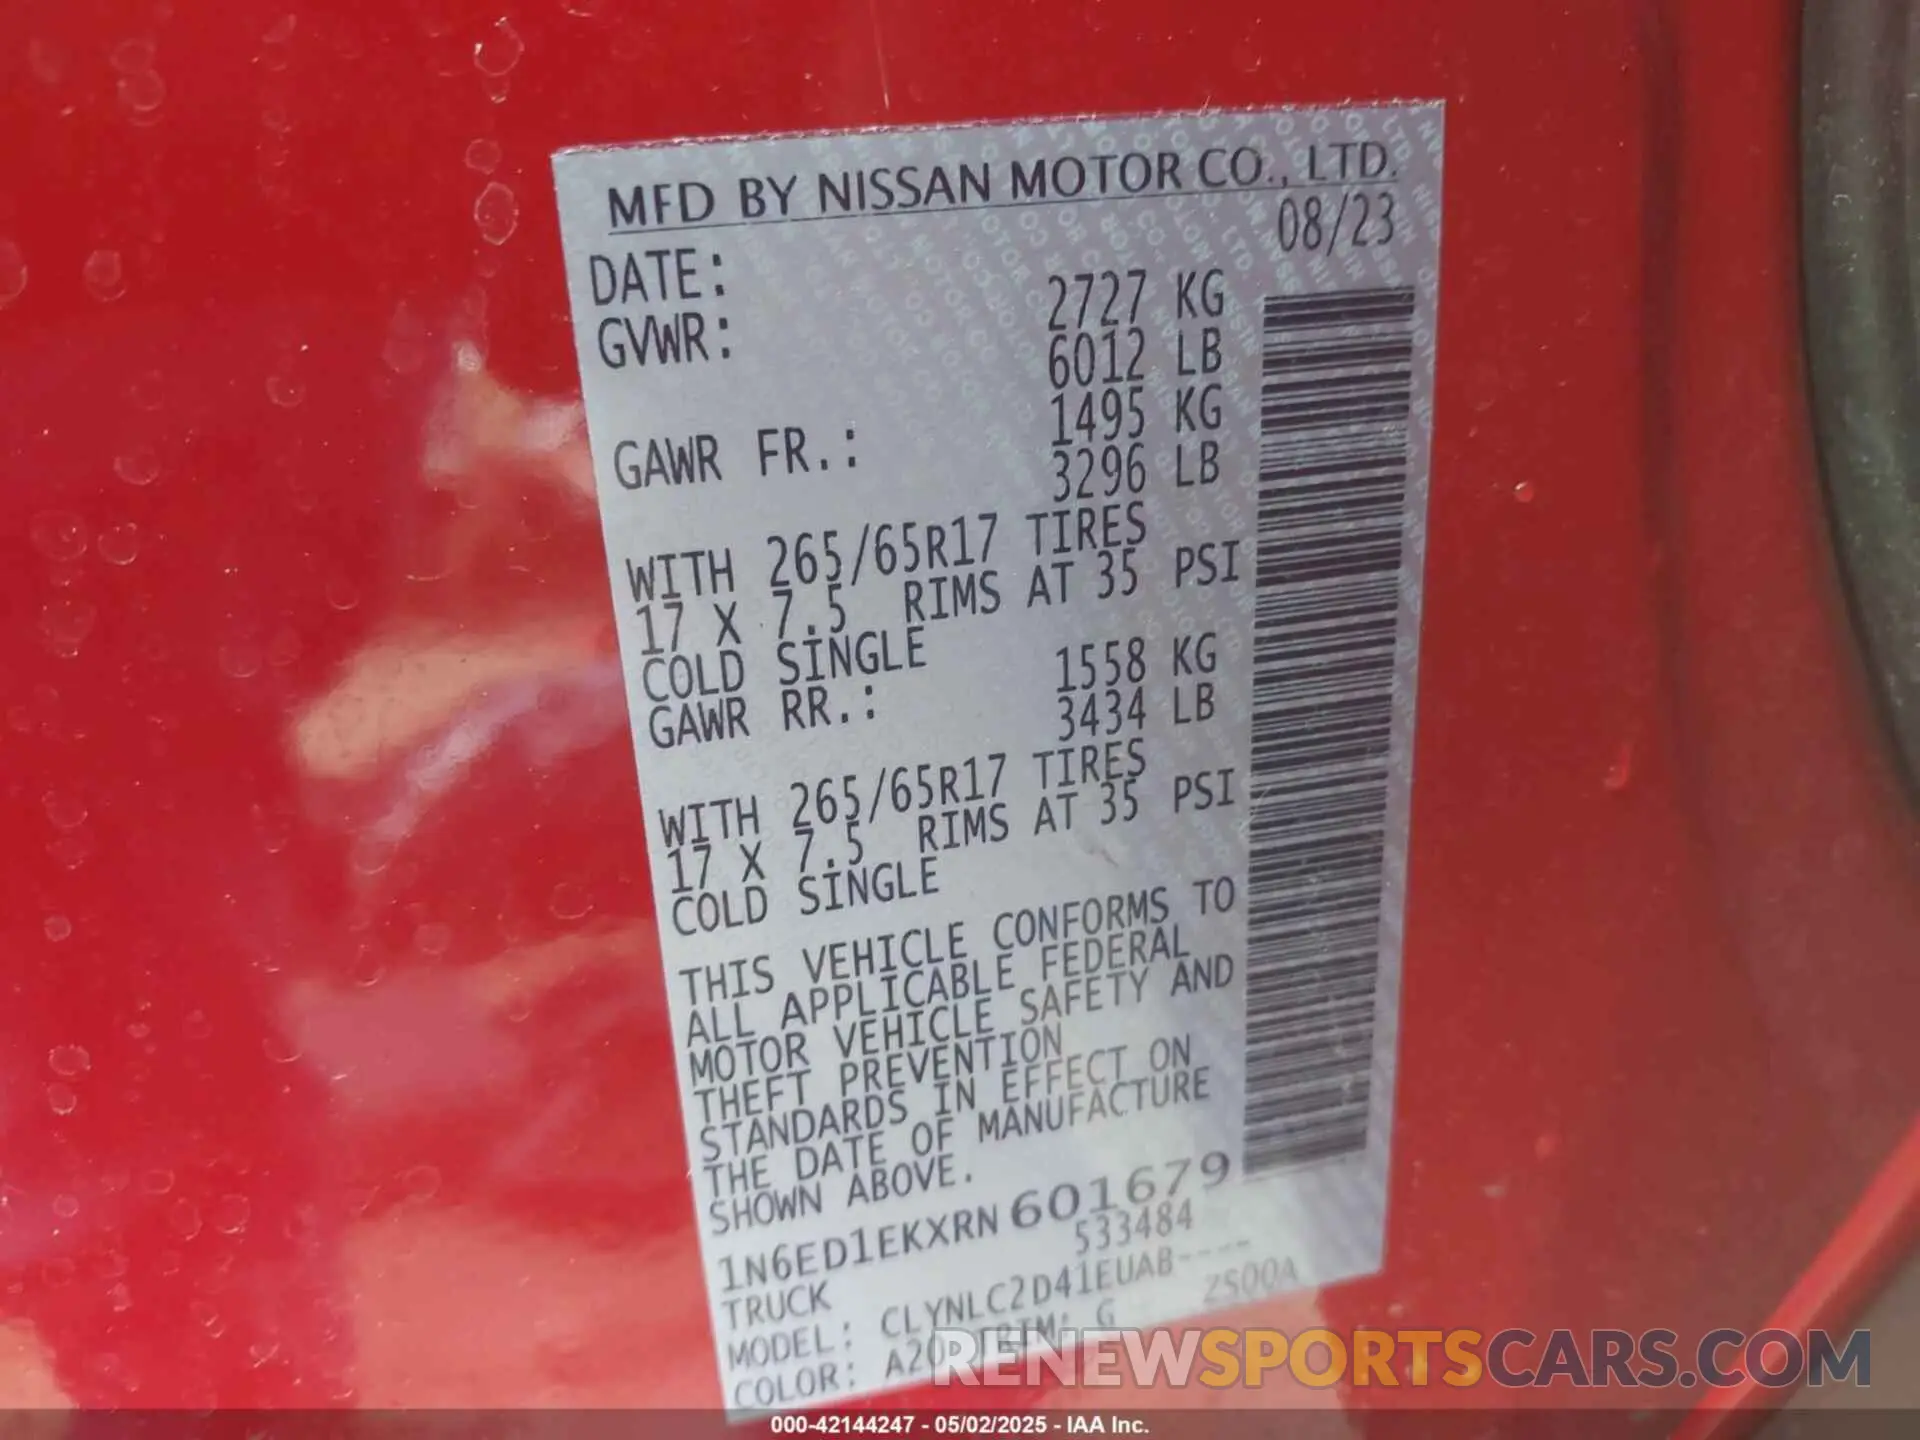 MFD BY NISSAN MOTOR CO., LTD.
DATE: 08/23
GVWR: 2727 KG
6012 LB
GAWR FR.: 1495 KG
3296 LB
WITH 265/65R17 TIRES
17 X 7.5 RIMS AT 35 PSI
COLD SINGLE
GAWR RR.: 1558 KG
3434 LB
WITH 265/65R17 TIRES
17 X 7.5 RIMS AT 35 PSI
COLD SINGLE
THIS VEHICLE CONFORMS TO
ALL APPLICABLE FEDERAL
MOTOR VEHICLE SAFETY AND
THEFT PREVENTION
STANDARDS IN EFFECT ON
THE DATE OF MANUFACTURE
SHOWN ABOVE.
1N6ED1EKXRN601679
TRUCK 533484
MODEL: CLYNLC2D41EUAB----
COLOR: A20 TRIM: G ZS00A
RENEWSPORTSCARS.COM
000-42144247 - 05/02/2025 - IAA Inc.